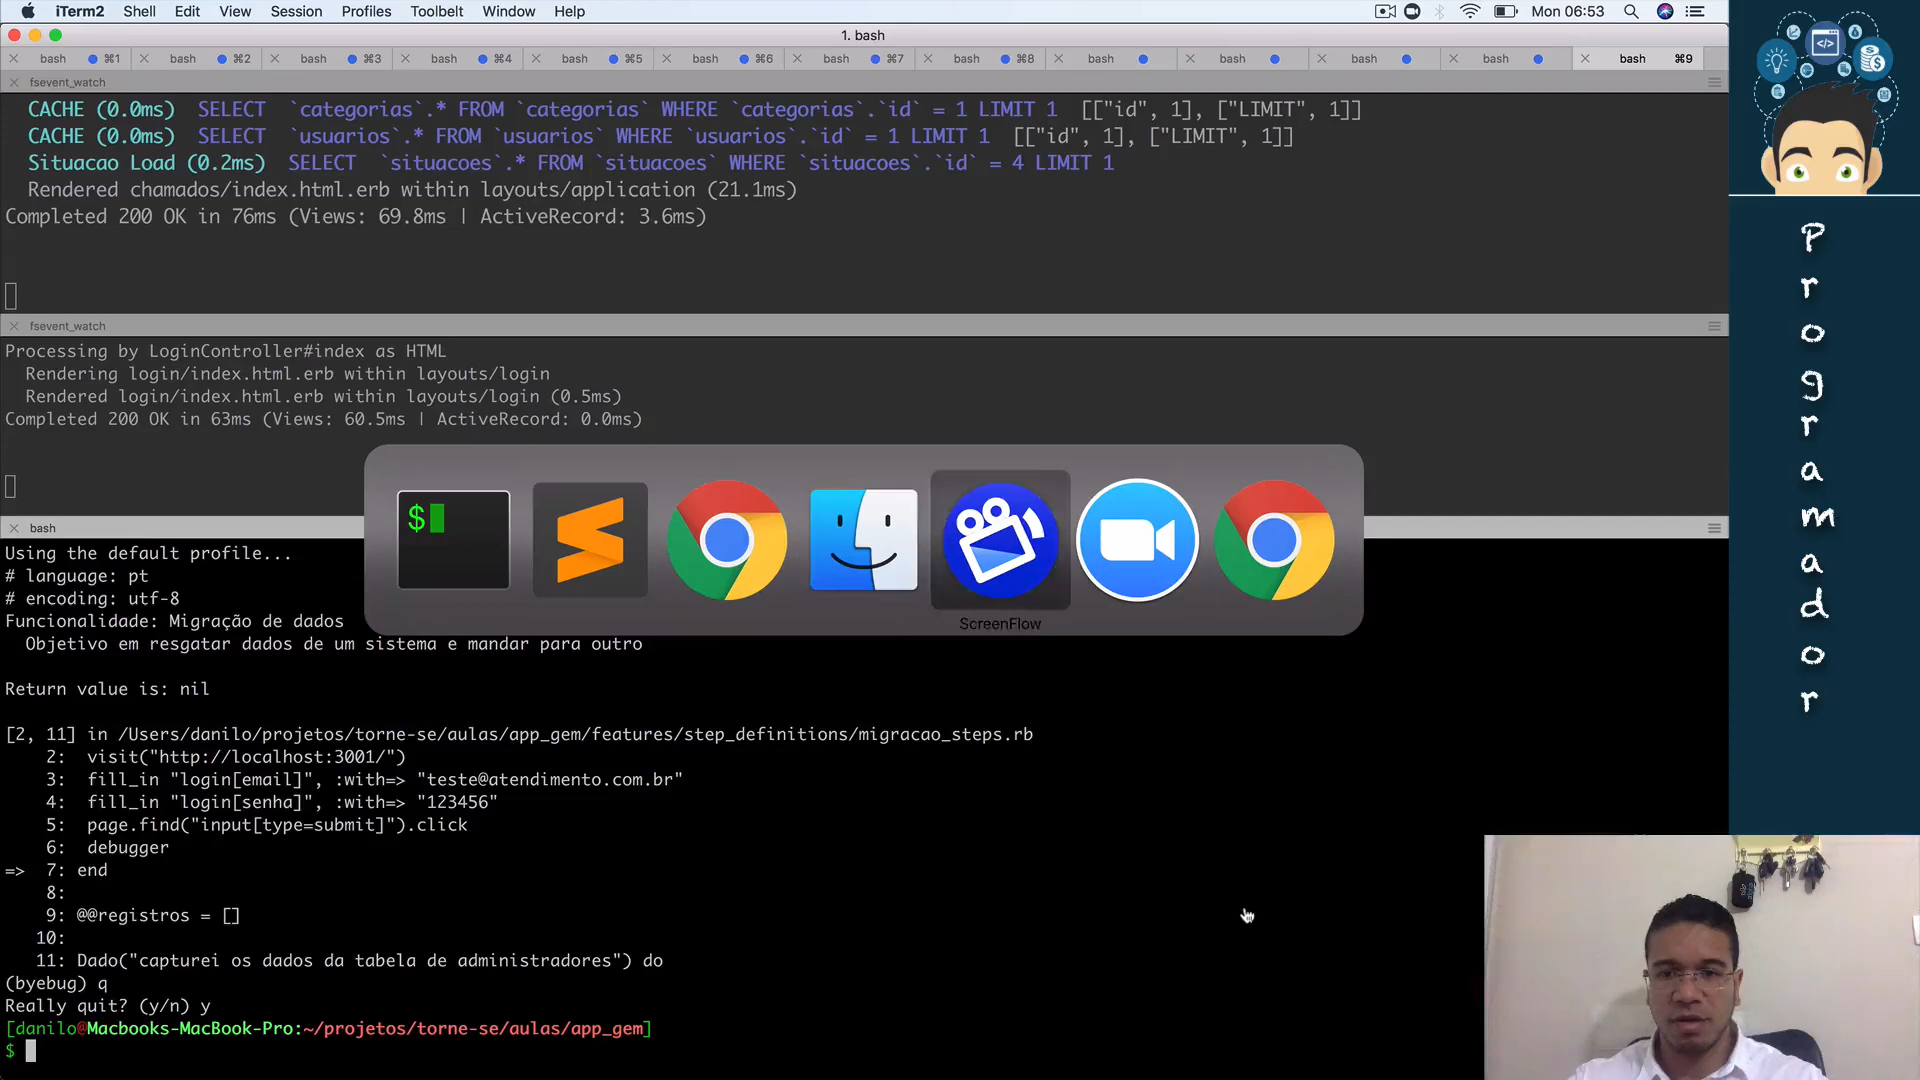 iTerm2 Shell Edit View Session Profiles Toolbelt Window Help Mon 06:53
1. bash
bash ⌘1 bash ⌘2 bash ⌘3 bash ⌘4 bash ⌘5 bash ⌘6 bash ⌘7 bash ⌘8 bash bash bash bash bash ⌘9
fsevent_watch
CACHE (0.0ms) SELECT `categorias`.* FROM `categorias` WHERE `categorias`.`id` = 1 LIMIT 1 [["id", 1], ["LIMIT", 1]]
CACHE (0.0ms) SELECT `usuarios`.* FROM `usuarios` WHERE `usuarios`.`id` = 1 LIMIT 1 [["id", 1], ["LIMIT", 1]]
Situacao Load (0.2ms) SELECT `situacoes`.* FROM `situacoes` WHERE `situacoes`.`id` = 4 LIMIT 1
Rendered chamados/index.html.erb within layouts/application (21.1ms)
Completed 200 OK in 76ms (Views: 69.8ms | ActiveRecord: 3.6ms)
fsevent_watch
Processing by LoginController#index as HTML
Rendering login/index.html.erb within layouts/login
Rendered login/index.html.erb within layouts/login (0.5ms)
Completed 200 OK in 63ms (Views: 60.5ms | ActiveRecord: 0.0ms)
$
ScreenFlow
bash
Using the default profile...
# language: pt
# encoding: utf-8
Funcionalidade: Migração de dados
Objetivo em resgatar dados de um sistema e mandar para outro
Return value is: nil
[2, 11] in /Users/danilo/projetos/torne-se/aulas/app_gem/features/step_definitions/migracao_steps.rb
2: visit("http://localhost:3001/")
3: fill_in "login[email]", :with=> "teste@atendimento.com.br"
4: fill_in "login[senha]", :with=> "123456"
5: page.find("input[type=submit]").click
6: debugger
=> 7: end
8:
9: @@registros = []
10:
11: Dado("capturei os dados da tabela de administradores") do
(byebug) q
Really quit? (y/n) y
[danilo@Macbooks-MacBook-Pro:~/projetos/torne-se/aulas/app_gem]
$
</>
P
r
o
g
r
a
m
a
d
o
r